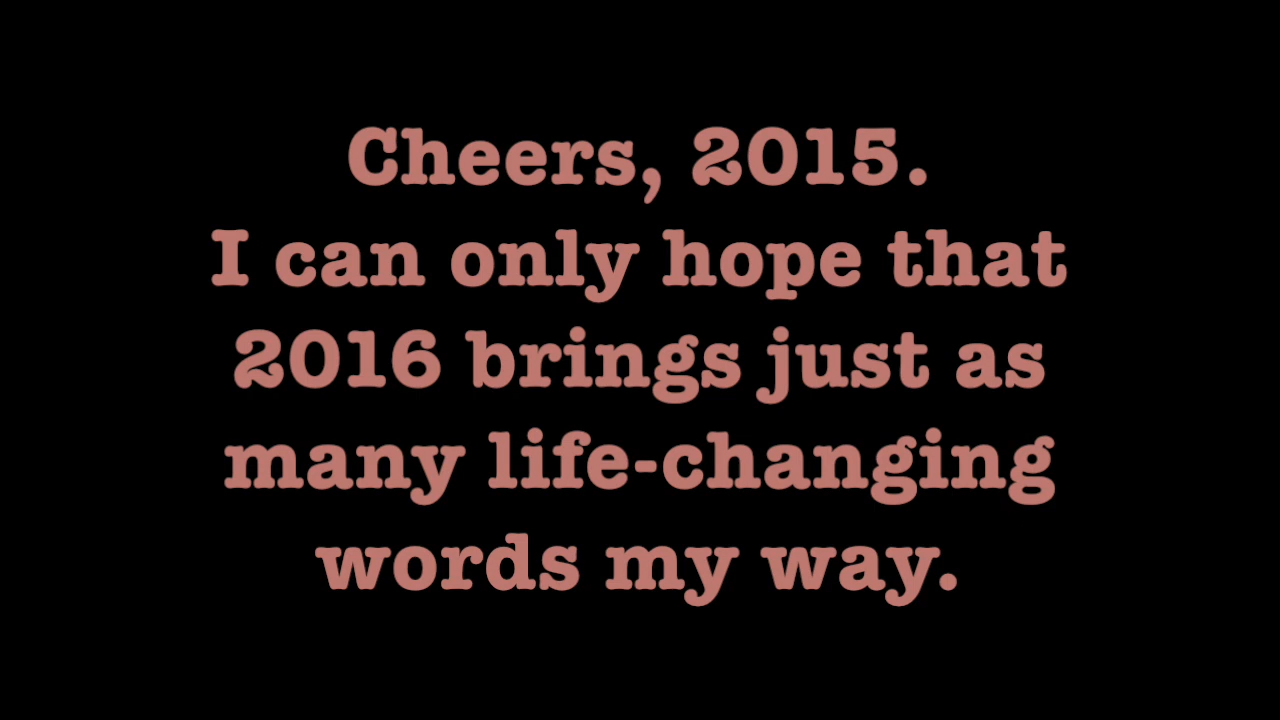 Cheers, 2015.
I can only hope that
2016 brings just as
many life-changing
words my way.